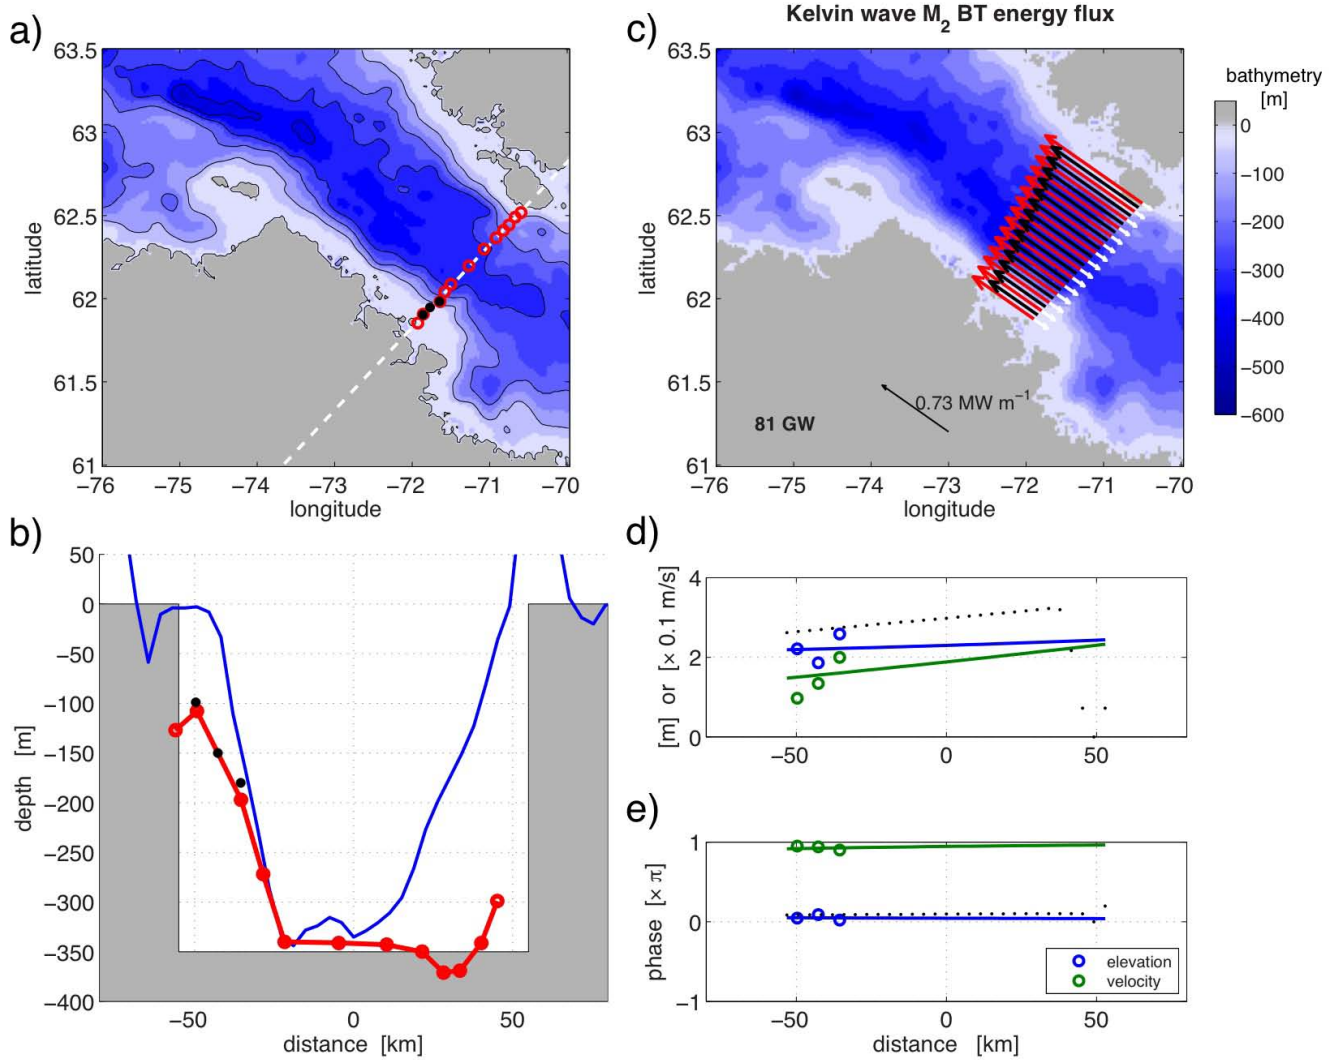 a)
63.5
63
62.5
62
61.5
61
latitude
−76 −75 −74 −73 −72 −71 −70
longitude
c)
Kelvin wave M2 BT energy flux
63.5
63
62.5
62
61.5
61
latitude
0.73 MW m−1
81 GW
−76 −75 −74 −73 −72 −71 −70
longitude
bathymetry
[m]
0
−100
−200
−300
−400
−500
−600
b)
50
0
−50
−100
−150
−200
−250
−300
−350
−400
depth [m]
−50 0 50
distance [km]
d)
4
2
0
[m] or [× 0.1 m/s]
−50 0 50
e)
1
0
−1
phase [× π]
elevation
velocity
−50 0 50
distance [km]